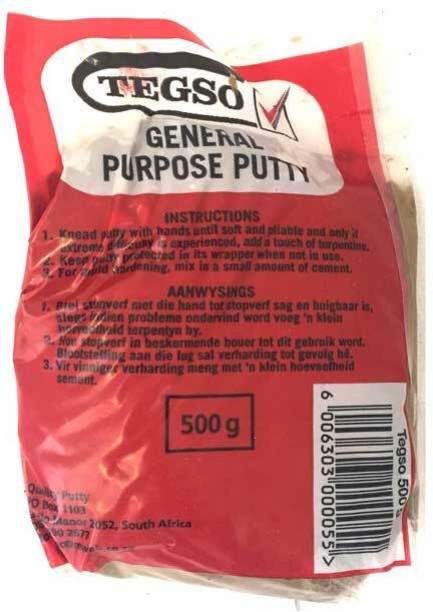 TEGSO
GENERAL
PURPOSE PUTTY
INSTRUCTIONS
1. Knead putty with hands until soft and pliable and only if
extreme difficulty is experienced, add a touch of turpentine.
2. Keep putty protected in its wrapper when not in use.
3. For rapid hardening, mix in a small amount of cement.
AANWYSINGS
1. Brei stopverf met die hand tot stopverf sag en buigbaar is,
slegs indien probleme ondervind word voeg 'n klein
hoeveelheid terpentyn by.
2. Hou stopverf in beskermende houer tot dit gebruik word.
Blootstelling aan die lug sal verharding tot gevolg hê.
3. Vir vinniger verharding meng met 'n klein hoeveelheid
sement.
500 g
Tegso 500 g
6 006303 000055 >
Quality Putty
PO Box 1103
Manor 2052, South Africa
00 2577